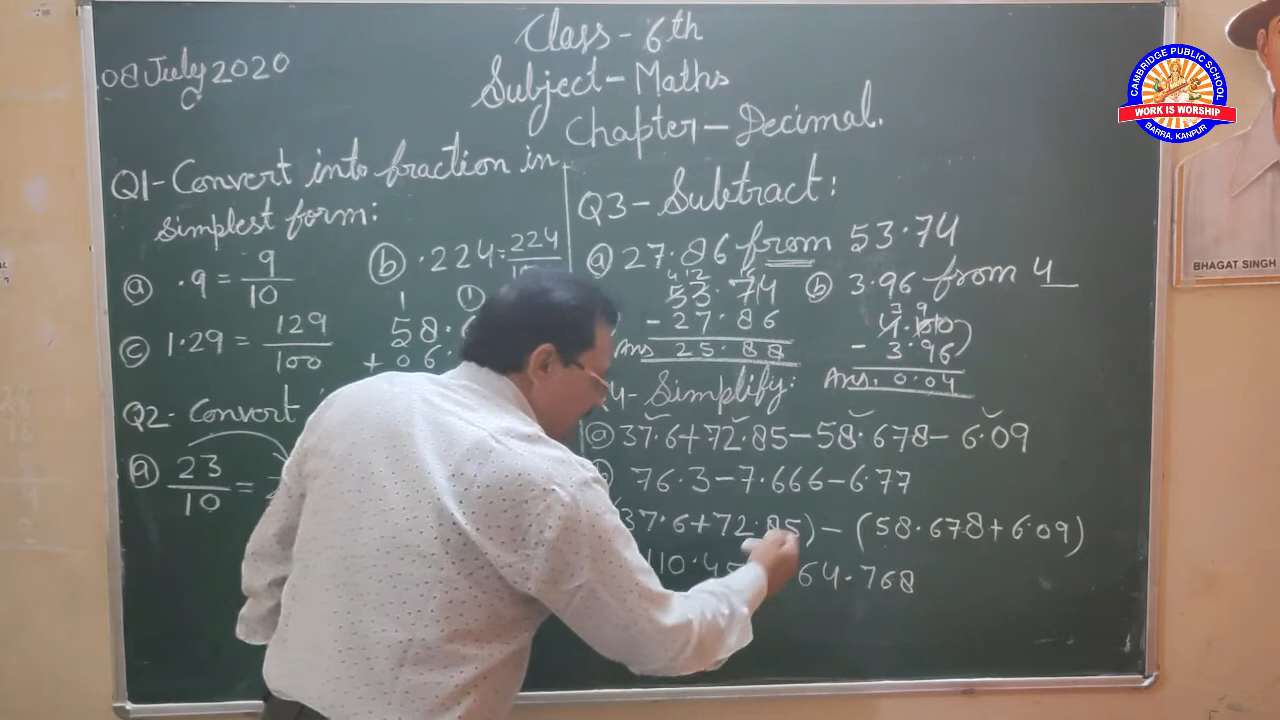 Class - 6th
08 July 2020
Subject - Maths
Chapter - Decimal.
Q1 - Convert into fraction in
simplest form:
(a) .9 = 9/10
(b) .224 = 224
(c) 1.29 = 129/100
1 1
58.
+ 06.
Q2 - Convert
(a) 23/10 =
Q3 - Subtract:
(a) 27.86 from 53.74
53.74
- 27.86
Ans 25.88
(b) 3.96 from 4
3 9
4.00
- 3.96
Ans. 0.04
Q4 - Simplify:
(a) 37.6 + 72.85 - 58.678 - 6.09
76.3 - 7.666 - 6.77
(37.6 + 72.85) - (58.678 + 6.09)
110.45 64.768
CAMBRIDGE PUBLIC SCHOOL
WORK IS WORSHIP
BARRA, KANPUR
BHAGAT SINGH